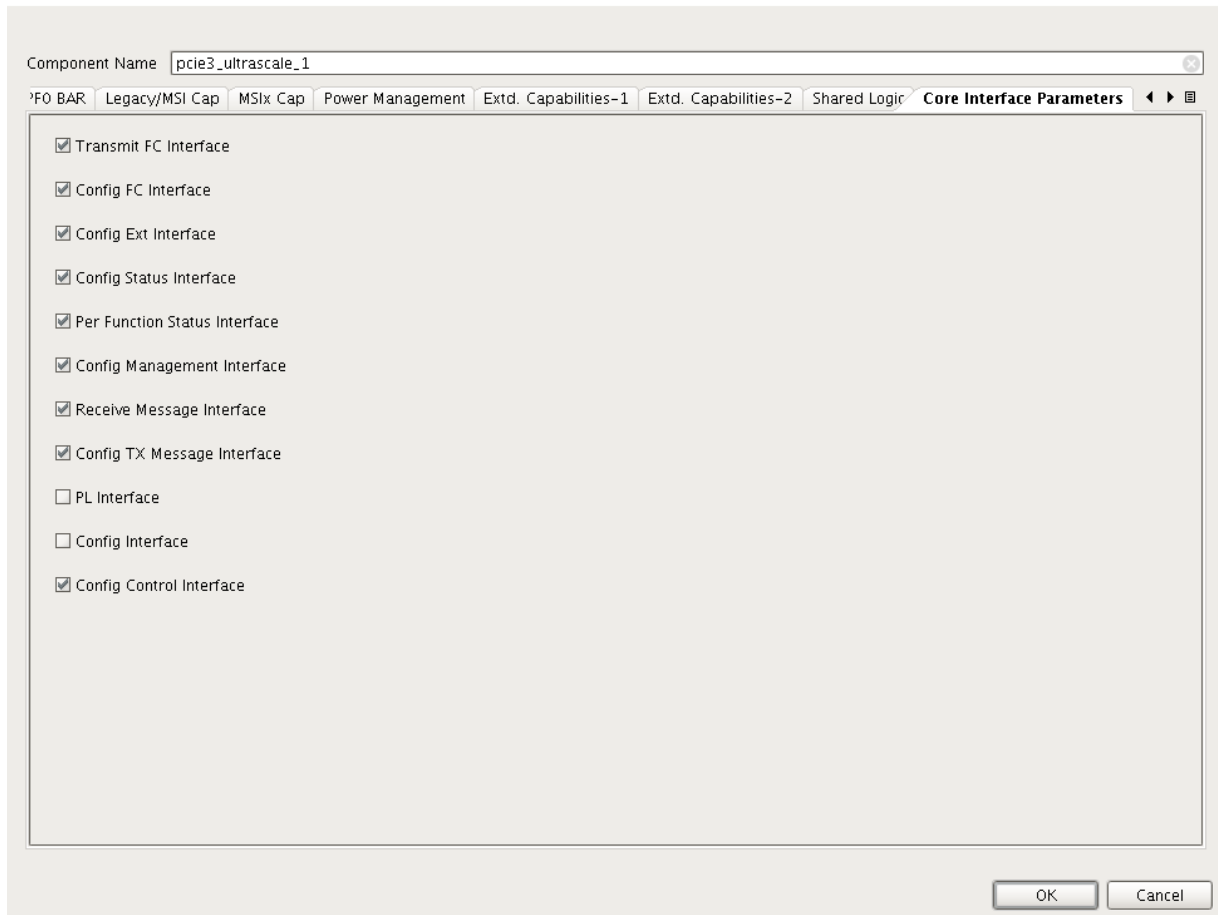 Component Name pcie3_ultrascale_1
PF0 BAR Legacy/MSI Cap MSIx Cap Power Management Extd. Capabilities-1 Extd. Capabilities-2 Shared Logic Core Interface Parameters
Transmit FC Interface
Config FC Interface
Config Ext Interface
Config Status Interface
Per Function Status Interface
Config Management Interface
Receive Message Interface
Config TX Message Interface
PL Interface
Config Interface
Config Control Interface
OK Cancel